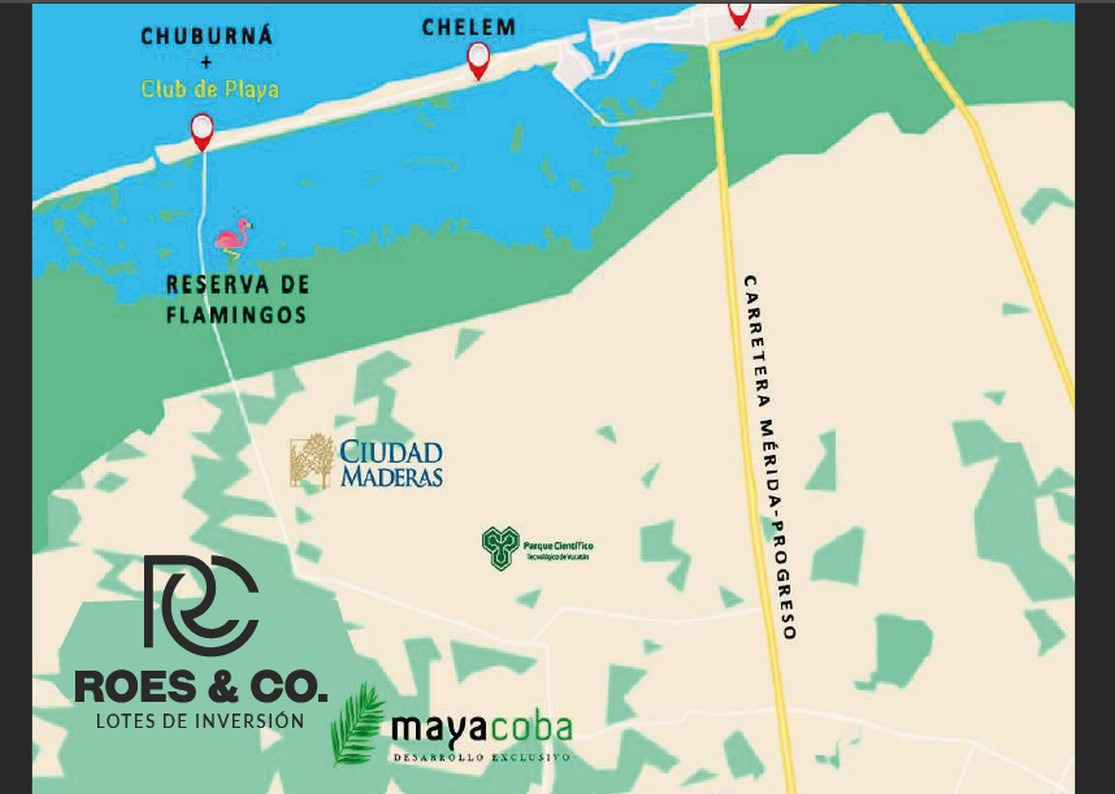 CHUBURNÁ
+
Club de Playa
CHELEM
RESERVA DE
FLAMINGOS
CARRETERA MÉRIDA-PROGRESO
CIUDAD
MADERAS
Parque Científico
Tecnológico de Yucatán
RC
ROES & CO.
LOTES DE INVERSIÓN
mayacoba
DESARROLLO EXCLUSIVO